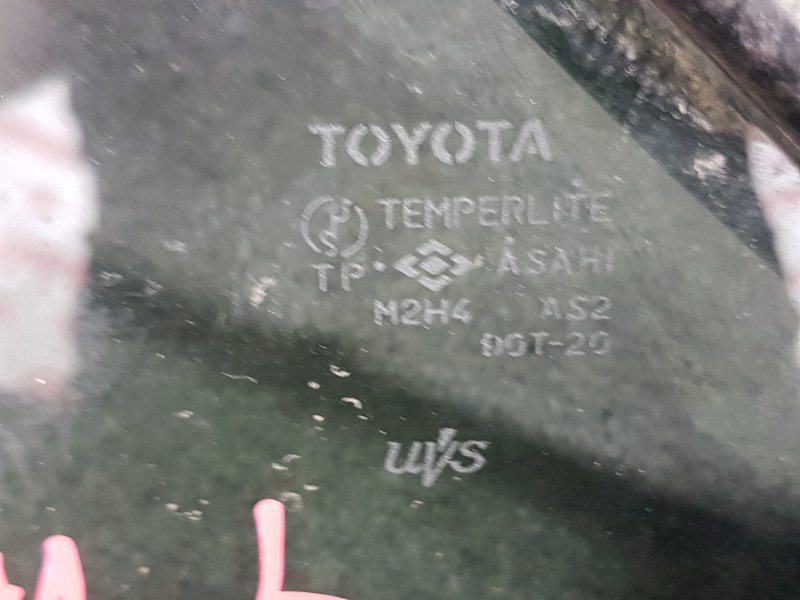 TOYOTA
TEMPERLITE
TP ASAHI
M2H4 AS2
DOT-20
UVS